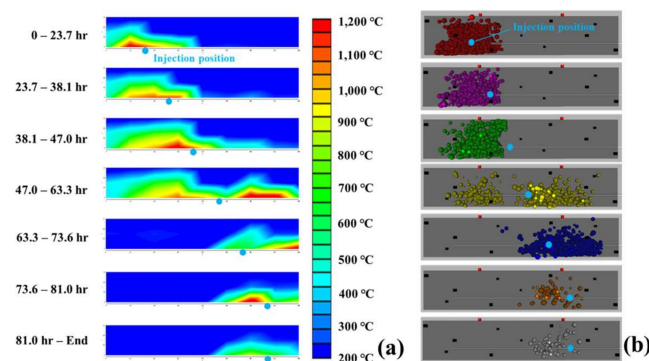 0 – 23.7 hr
Injection position
23.7 – 38.1 hr
38.1 – 47.0 hr
47.0 – 63.3 hr
63.3 – 73.6 hr
73.6 – 81.0 hr
81.0 hr – End
1,200 °C
1,100 °C
1,000 °C
900 °C
800 °C
700 °C
600 °C
500 °C
400 °C
300 °C
200 °C
(a)
Injection position
(b)